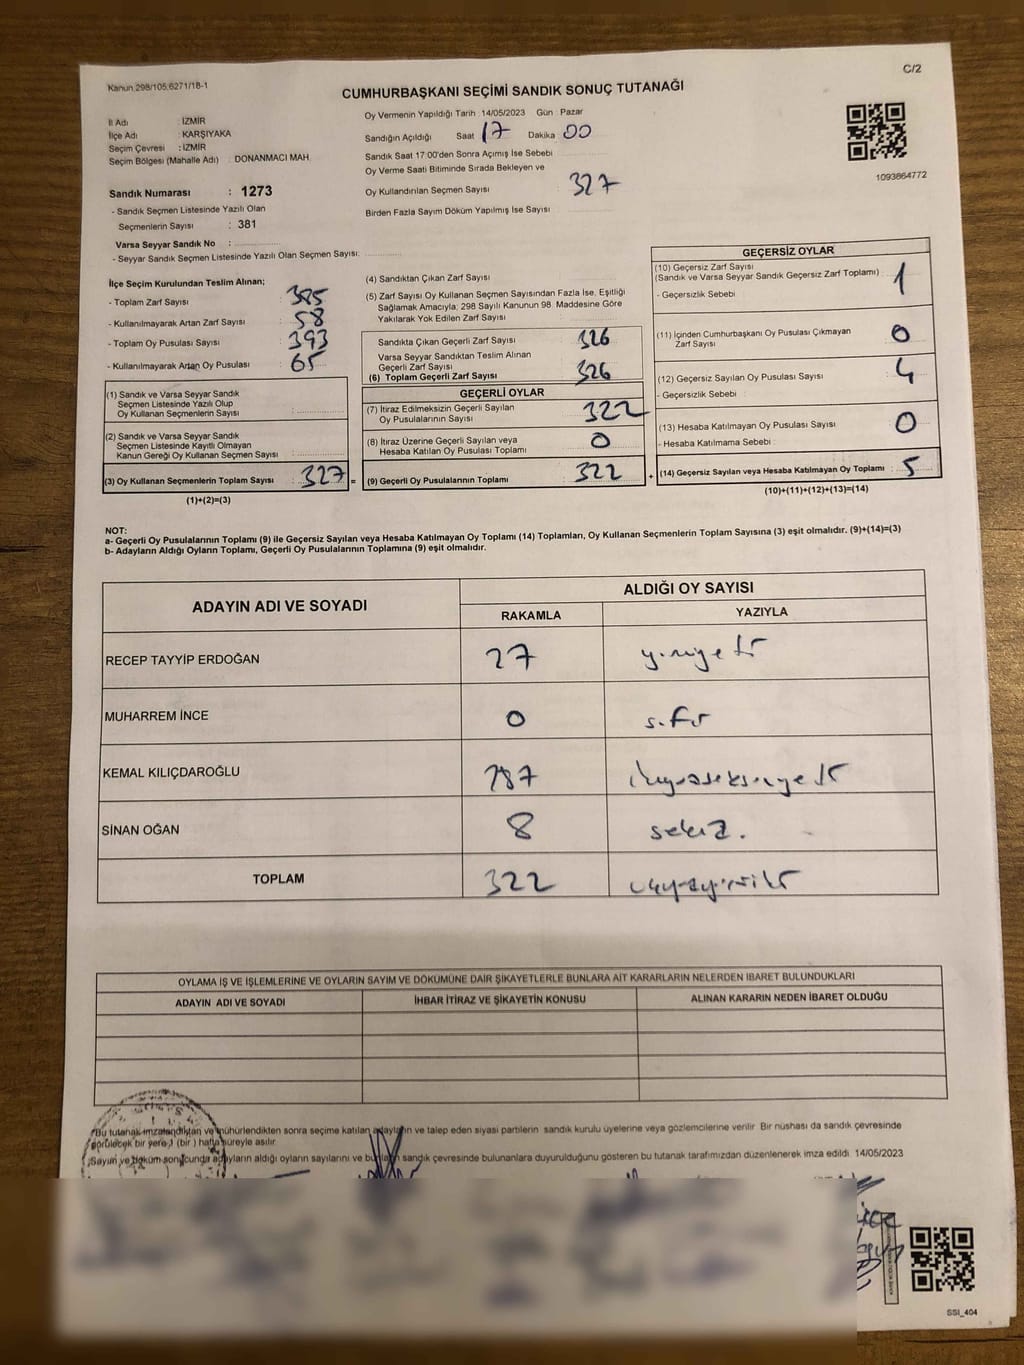 Kanun 298/105;6271/18-1
C/2
CUMHURBAŞKANI SEÇİMİ SANDIK SONUÇ TUTANAĞI
İl Adı : İZMİR
İlçe Adı : KARŞIYAKA
Seçim Çevresi : İZMİR
Seçim Bölgesi (Mahalle Adı) : DONANMACI MAH.
Sandık Numarası : 1273
- Sandık Seçmen Listesinde Yazılı Olan
Seçmenlerin Sayısı : 381
Varsa Seyyar Sandık No :
- Seyyar Sandık Seçmen Listesinde Yazılı Olan Seçmen Sayısı:
Oy Vermenin Yapıldığı Tarih : 14/05/2023 Gün : Pazar
Sandığın Açıldığı Saat 17 Dakika 00
Sandık Saat 17:00'den Sonra Açımış İse Sebebi
Oy Verme Saati Bitiminde Sırada Bekleyen ve
Oy Kullandırılan Seçmen Sayısı 327
Birden Fazla Sayım Döküm Yapılmış İse Sayısı
1093864772
İlçe Seçim Kurulundan Teslim Alınan;
- Toplam Zarf Sayısı : 385
- Kullanılmayarak Artan Zarf Sayısı : 58
- Toplam Oy Pusulası Sayısı : 393
- Kullanılmayarak Artan Oy Pusulası : 65
(1) Sandık ve Varsa Seyyar Sandık
Seçmen Listesinde Yazılı Olup
Oy Kullanan Seçmenlerin Sayısı :
(2) Sandık ve Varsa Seyyar Sandık
Seçmen Listesinde Kayıtlı Olmayan
Kanun Gereği Oy Kullanan Seçmen Sayısı :
(3) Oy Kullanan Seçmenlerin Toplam Sayısı : 327 =
(1)+(2)=(3)
(4) Sandıktan Çıkan Zarf Sayısı
(5) Zarf Sayısı Oy Kullanan Seçmen Sayısından Fazla İse, Eşitliği
Sağlamak Amacıyla; 298 Sayılı Kanunun 98. Maddesine Göre
Yakılarak Yok Edilen Zarf Sayısı
Sandıkta Çıkan Geçerli Zarf Sayısı 326
Varsa Seyyar Sandıktan Teslim Alınan
Geçerli Zarf Sayısı
(6) Toplam Geçerli Zarf Sayısı 326
GEÇERLİ OYLAR
(7) İtiraz Edilmeksizin Geçerli Sayılan
Oy Pusulalarının Sayısı 322
(8) İtiraz Üzerine Geçerli Sayılan veya
Hesaba Katılan Oy Pusulası Toplamı 0
(9) Geçerli Oy Pusulalarının Toplamı 322 +
GEÇERSİZ OYLAR
(10) Geçersiz Zarf Sayısı
(Sandık ve Varsa Seyyar Sandık Geçersiz Zarf Toplamı) : 1
- Geçersizlik Sebebi
(11) İçinden Cumhurbaşkanı Oy Pusulası Çıkmayan
Zarf Sayısı 0
(12) Geçersiz Sayılan Oy Pusulası Sayısı 4
- Geçersizlik Sebebi :
(13) Hesaba Katılmayan Oy Pusulası Sayısı 0
- Hesaba Katılmama Sebebi :
(14) Geçersiz Sayılan veya Hesaba Katılmayan Oy Toplamı 5
(10)+(11)+(12)+(13)=(14)
NOT:
a- Geçerli Oy Pusulalarının Toplamı (9) ile Geçersiz Sayılan veya Hesaba Katılmayan Oy Toplamı (14) Toplamları, Oy Kullanan Seçmenlerin Toplam Sayısına (3) eşit olmalıdır. (9)+(14)=(3)
b- Adayların Aldığı Oyların Toplamı, Geçerli Oy Pusulalarının Toplamına (9) eşit olmalıdır.
ADAYIN ADI VE SOYADI ALDIĞI OY SAYISI
RAKAMLA YAZIYLA
RECEP TAYYİP ERDOĞAN 27 yirmiyedi
MUHARREM İNCE 0 sıfır
KEMAL KILIÇDAROĞLU 287 ikiyüzseksenyedi
SİNAN OĞAN 8 sekiz.
TOPLAM 322 üçyüzyirmiiki
OYLAMA İŞ VE İŞLEMLERİNE VE OYLARIN SAYIM VE DÖKÜMÜNE DAİR ŞİKAYETLERLE BUNLARA AİT KARARLARIN NELERDEN İBARET BULUNDUKLARI
ADAYIN ADI VE SOYADI İHBAR İTİRAZ VE ŞİKAYETİN KONUSU ALINAN KARARIN NEDEN İBARET OLDUĞU
*Bu tutanak imzalandıktan ve mühürlendikten sonra seçime katılan adayların ve talep eden siyasi partilerin sandık kurulu üyelerine veya gözlemcilerine verilir. Bir nüshası da sandık çevresinde
görülecek bir yere 1 (bir ) hafta süreyle asılır.
Sayım ve döküm sonucunda adayların aldığı oyların sayılarını ve bunların sandık çevresinde bulunanlara duyurulduğunu gösteren bu tutanak tarafımızdan düzenlenerek imza edildi. 14/05/2023
SSI_404